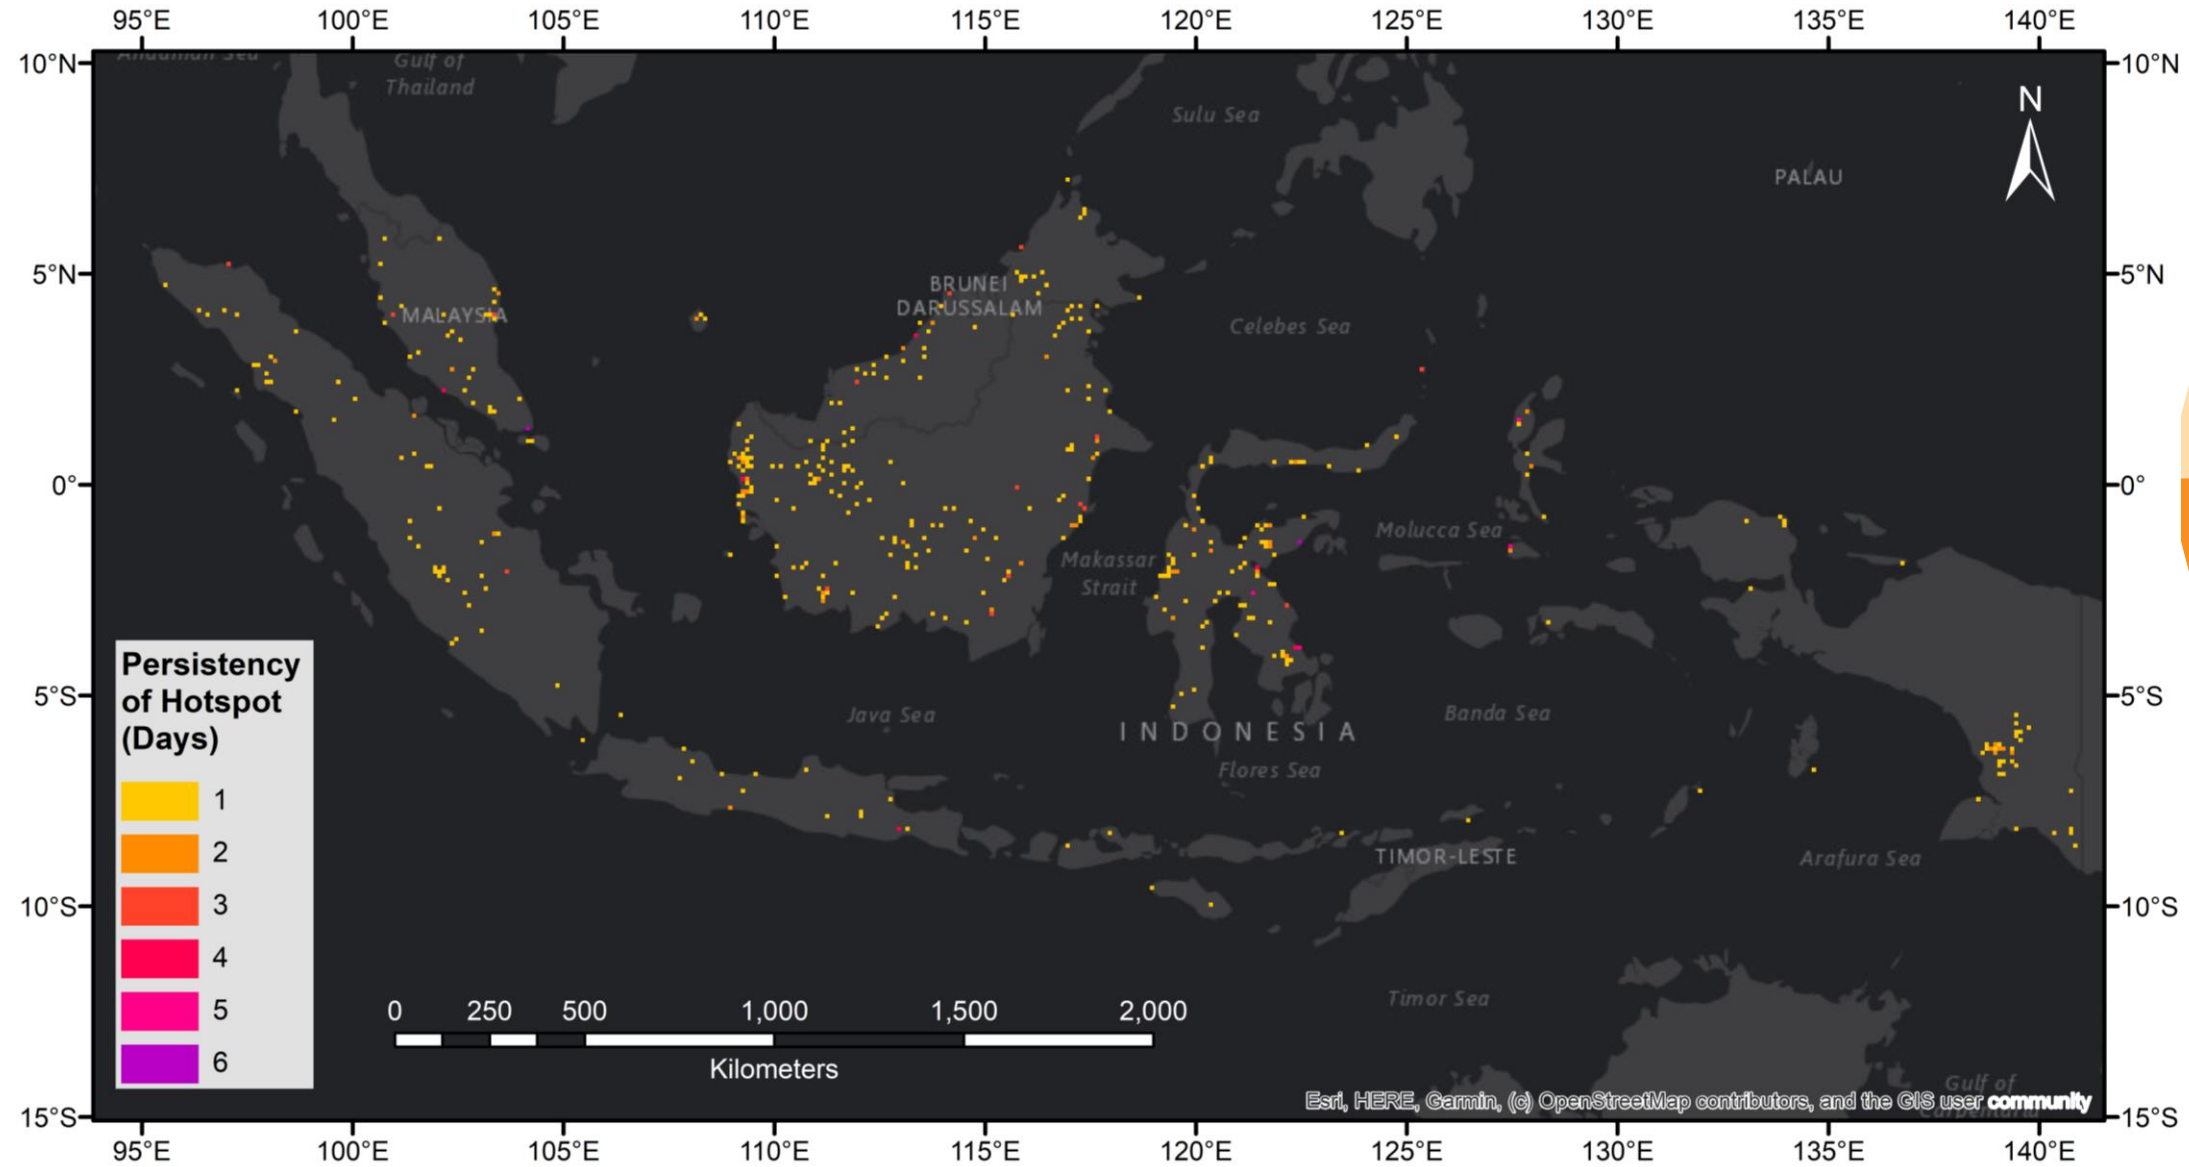 95°E 100°E 105°E 110°E 115°E 120°E 125°E 130°E 135°E 140°E
10°N 10°N
Andaman Sea
Gulf of
Thailand
Sulu Sea
N
PALAU
5°N 5°N
BRUNEI
DARUSSALAM
MALAYSIA
Celebes Sea
0° 0°
Molucca Sea
Makassar
Strait
Persistency
of Hotspot
(Days)
1
2
3
4
5
6
5°S 5°S
Java Sea
Banda Sea
INDONESIA
Flores Sea
TIMOR-LESTE
Arafura Sea
10°S 10°S
Timor Sea
0 250 500 1,000 1,500 2,000
Kilometers
Gulf of
Carpentaria
Esri, HERE, Garmin, (c) OpenStreetMap contributors, and the GIS user community
15°S 15°S
95°E 100°E 105°E 110°E 115°E 120°E 125°E 130°E 135°E 140°E